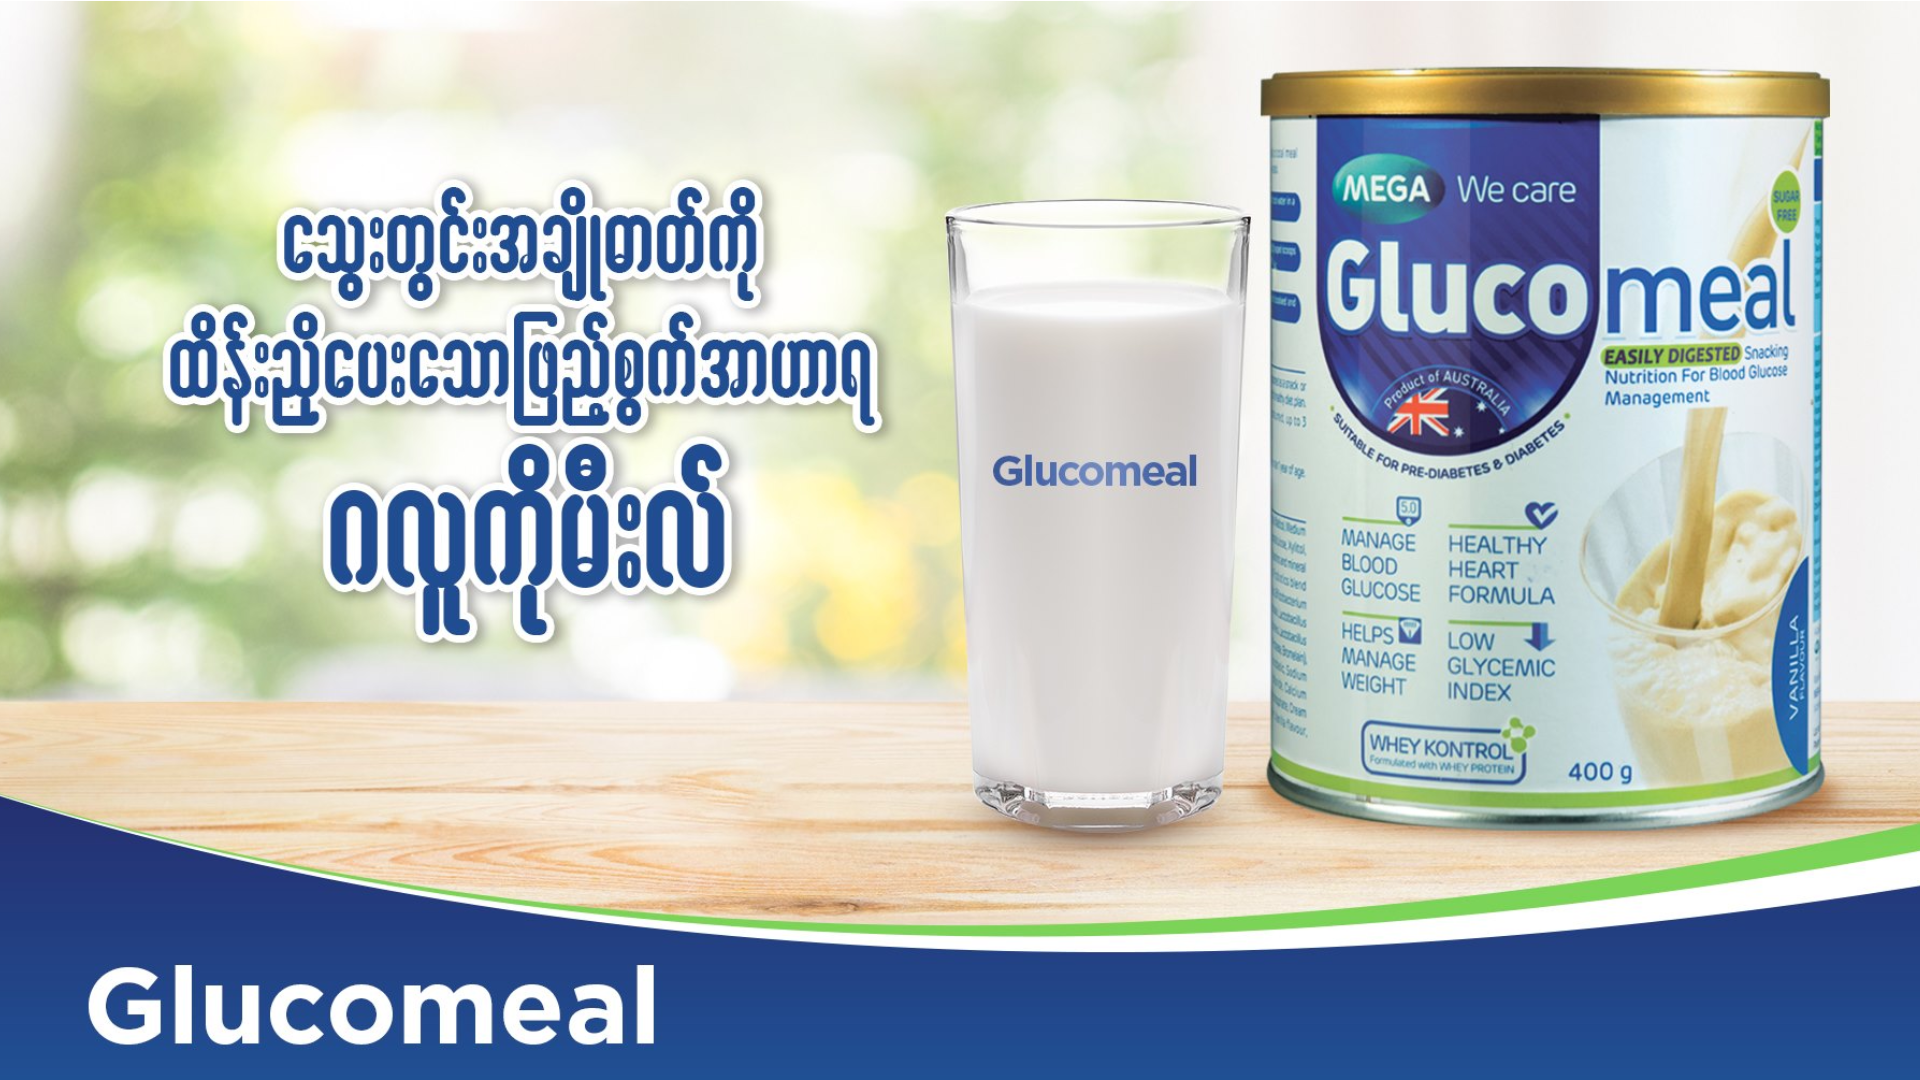 သွေးတွင်းအချိုဓာတ်ကို
ထိန်းညှိပေးသောဖြည့်စွက်အာဟာရ
ဂလူကိုမီးလ်
Glucomeal
MEGA We care
SUGAR
FREE
Glucomeal
EASILY DIGESTED Snacking
Nutrition For Blood Glucose
Management
Product of AUSTRALIA
SUITABLE FOR PRE-DIABETES & DIABETES
5.0
MANAGE
BLOOD
GLUCOSE
HEALTHY
HEART
FORMULA
HELPS
MANAGE
WEIGHT
LOW
GLYCEMIC
INDEX
WHEY KONTROL
Formulated with WHEY PROTEIN
400 g
VANILLA
FLAVOUR
Glucomeal